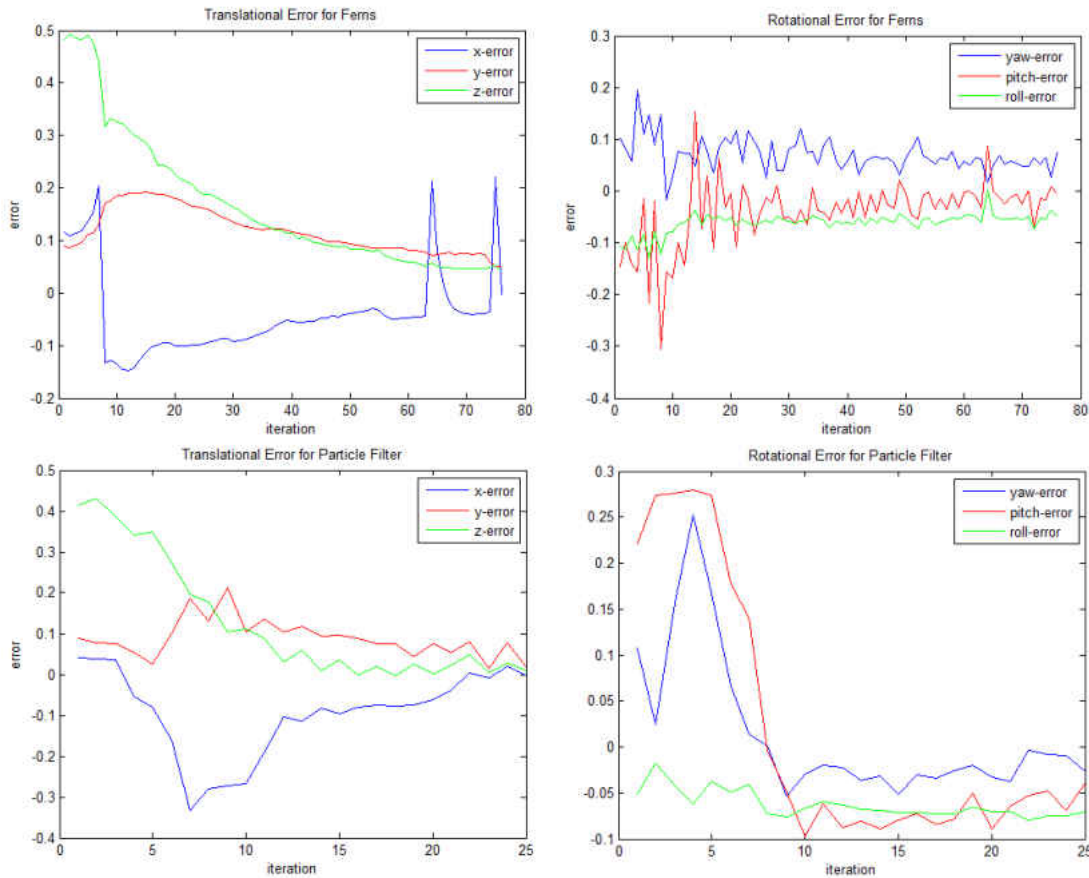 Translational Error for Ferns
0.5
0.4
0.3
0.2
0.1
0
-0.1
-0.2
error
x-error
y-error
z-error
0 10 20 30 40 50 60 70 80
iteration
Rotational Error for Ferns
0.3
0.2
0.1
0
-0.1
-0.2
-0.3
-0.4
error
yaw-error
pitch-error
roll-error
0 10 20 30 40 50 60 70 80
iteration
Translational Error for Particle Filter
0.5
0.4
0.3
0.2
0.1
0
-0.1
-0.2
-0.3
-0.4
error
x-error
y-error
z-error
0 5 10 15 20 25
iteration
Rotational Error for Particle Filter
0.3
0.25
0.2
0.15
0.1
0.05
0
-0.05
-0.1
yaw-error
pitch-error
roll-error
0 5 10 15 20 25
iteration